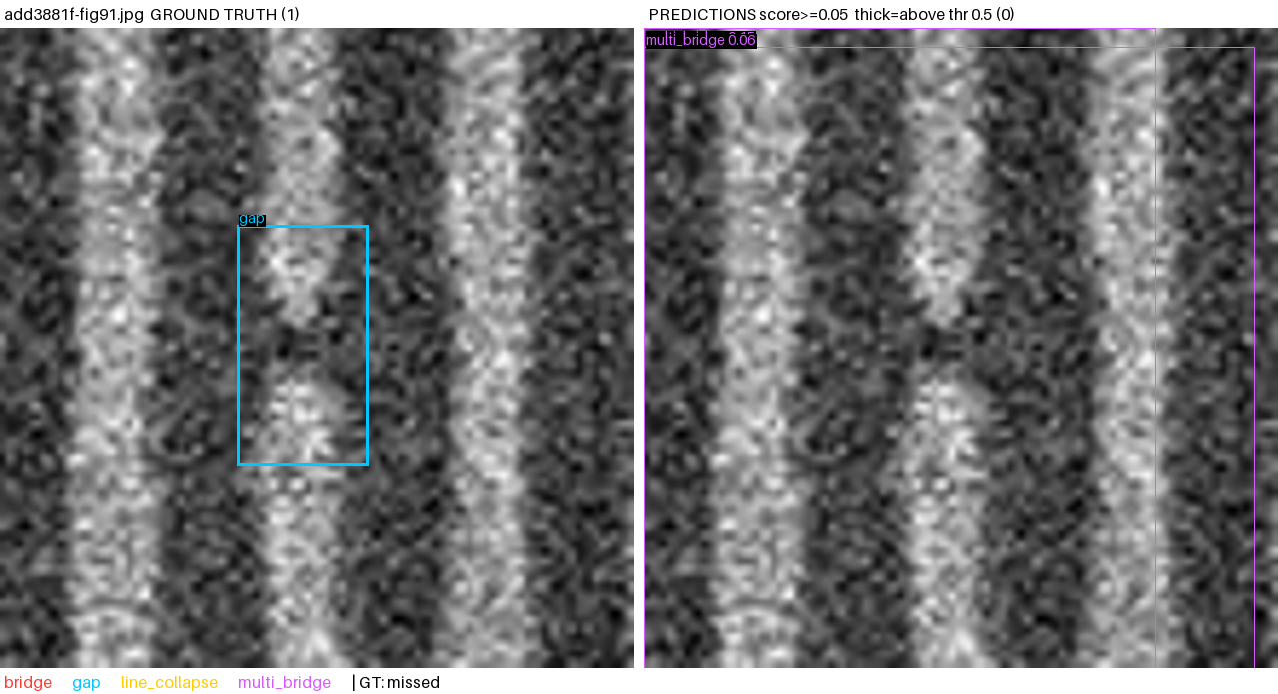 add3881f-fig91.jpg  GROUND TRUTH (1)
PREDICTIONS score>=0.05  thick=above thr 0.5 (0)
gap
multi_bridge 0.06
bridge gap line_collapse multi_bridge | GT: missed